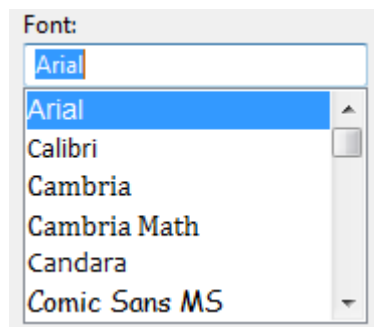 Font:
Arial
Arial
Calibri
Cambria
Cambria Math
Candara
Comic Sans MS